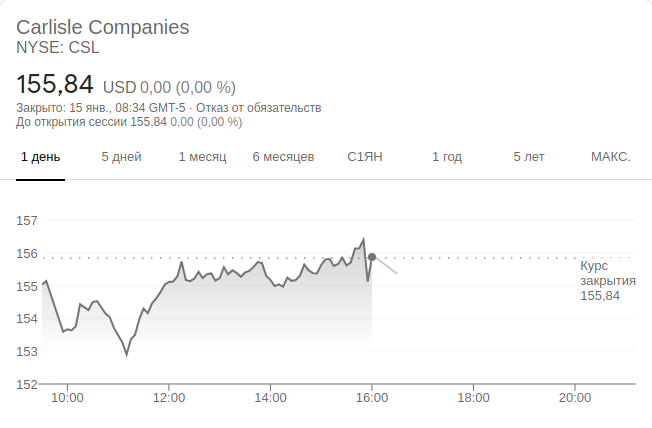 Carlisle Companies
NYSE: CSL
155,84 USD 0,00 (0,00 %)
Закрыто: 15 янв., 08:34 GMT-5 · Отказ от обязательств
До открытия сессии 155,84 0,00 (0,00 %)
1 день 5 дней 1 месяц 6 месяцев С1ЯН 1 год 5 лет МАКС.
157
156
155
154
153
152
Курс
закрытия
155,84
10:00 12:00 14:00 16:00 18:00 20:00